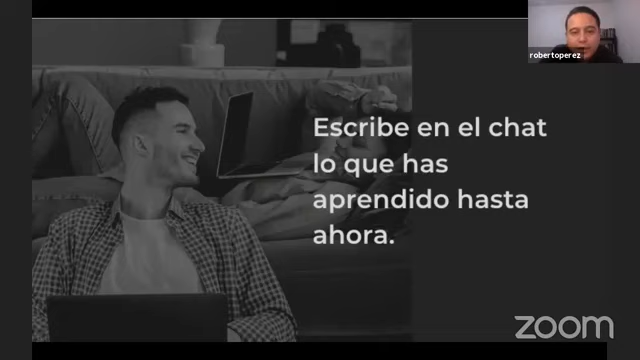 robertoperez
Escribe en el chat
lo que has
aprendido hasta
ahora.
zoom